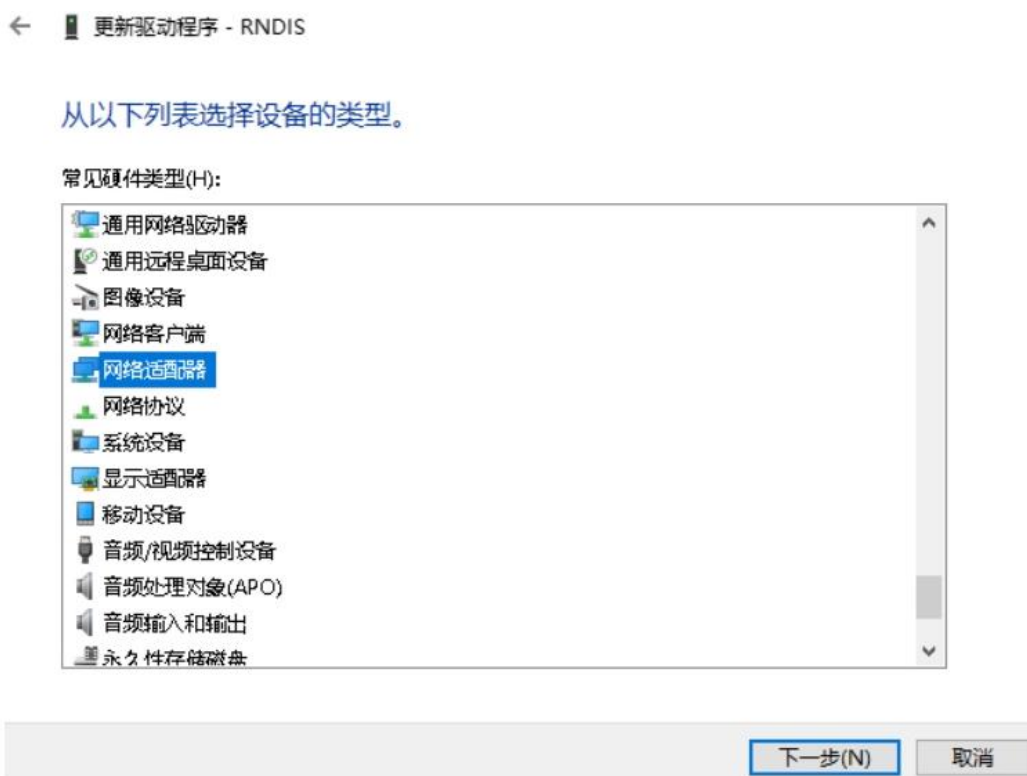 更新驱动程序 - RNDIS
从以下列表选择设备的类型。
常见硬件类型(H):
通用网络驱动器
通用远程桌面设备
图像设备
网络客户端
网络适配器
网络协议
系统设备
显示适配器
移动设备
音频/视频控制设备
音频处理对象(APO)
音频输入和输出
永久性存储磁盘
下一步(N) 取消